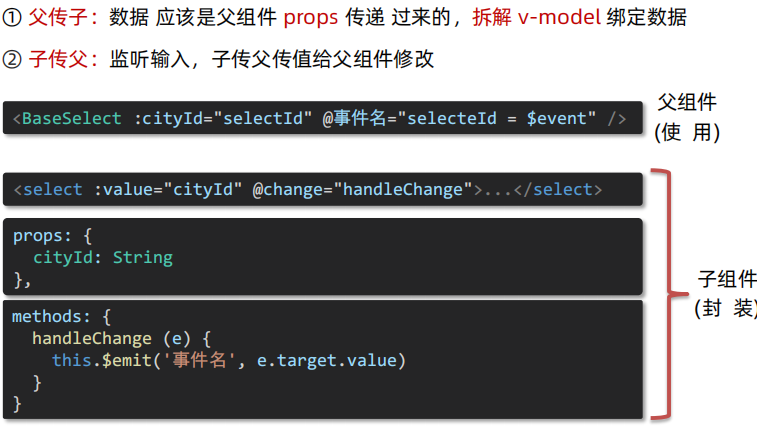 ① 父传子：数据 应该是父组件 props 传递 过来的，拆解 v-model 绑定数据
② 子传父：监听输入，子传父传值给父组件修改
<BaseSelect :cityId="selectId" @事件名="selecteId = $event" />
父组件
(使 用)
<select :value="cityId" @change="handleChange">...</select>
props: {
  cityId: String
},
methods: {
  handleChange (e) {
    this.$emit('事件名', e.target.value)
  }
}
子组件
(封 装)